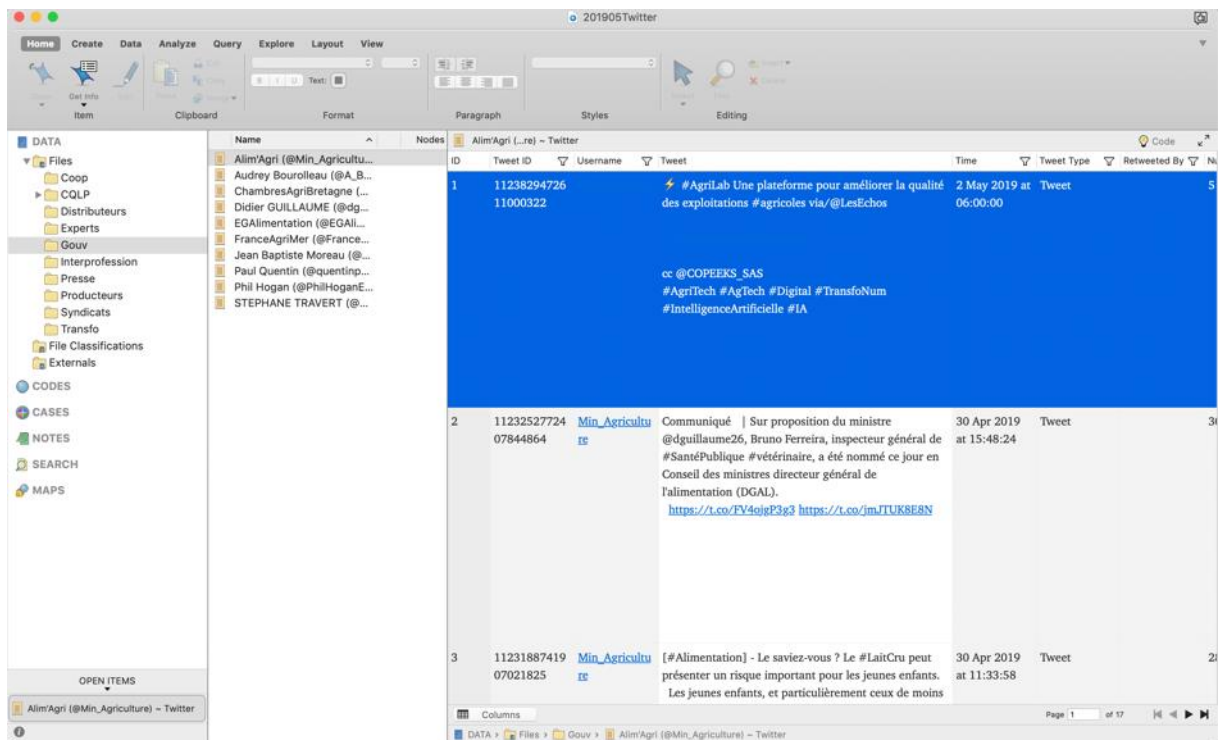 201905Twitter
Home Create Data Analyze Query Explore Layout View
Get Info
Text:
Item Clipboard Format Paragraph Styles Editing
DATA
Files
Coop
CQLP
Distributeurs
Experts
Gouv
Interprofession
Presse
Producteurs
Syndicats
Transfo
File Classifications
Externals
CODES
CASES
NOTES
SEARCH
MAPS
OPEN ITEMS
Alim'Agri (@Min_Agriculture) ~ Twitter
Name Nodes
Alim'Agri (@Min_Agricultu...
Audrey Bourolleau (@A_B...
ChambresAgriBretagne (...
Didier GUILLAUME (@dg...
EGAlimentation (@EGAli...
FranceAgriMer (@France...
Jean Baptiste Moreau (@...
Paul Quentin (@quentinp...
Phil Hogan (@PhilHoganE...
STEPHANE TRAVERT (@...
Alim'Agri (...re) ~ Twitter Code
ID Tweet ID Username Tweet Time Tweet Type Retweeted By Nu
1 11238294726 ⚡ #AgriLab Une plateforme pour améliorer la qualité 2 May 2019 at Tweet 5
11000322 des exploitations #agricoles via/@LesEchos 06:00:00
cc @COPEEKS_SAS
#AgriTech #AgTech #Digital #TransfoNum
#IntelligenceArtificielle #IA
2 11232527724 Min_Agricultu Communiqué | Sur proposition du ministre 30 Apr 2019 Tweet
07844864 re @dguillaume26, Bruno Ferreira, inspecteur général de at 15:48:24
#SantéPublique #vétérinaire, a été nommé ce jour en
Conseil des ministres directeur général de
l'alimentation (DGAL).
https://t.co/FV4ojgP3g3 https://t.co/jmJTUK8E8N
3 11231887419 Min_Agricultu [#Alimentation] - Le saviez-vous ? Le #LaitCru peut 30 Apr 2019 Tweet
07021825 re présenter un risque important pour les jeunes enfants. at 11:33:58
Les jeunes enfants, et particulièrement ceux de moins
Columns Page 1 of 17
DATA › Files › Gouv › Alim'Agri (@Min_Agriculture) ~ Twitter